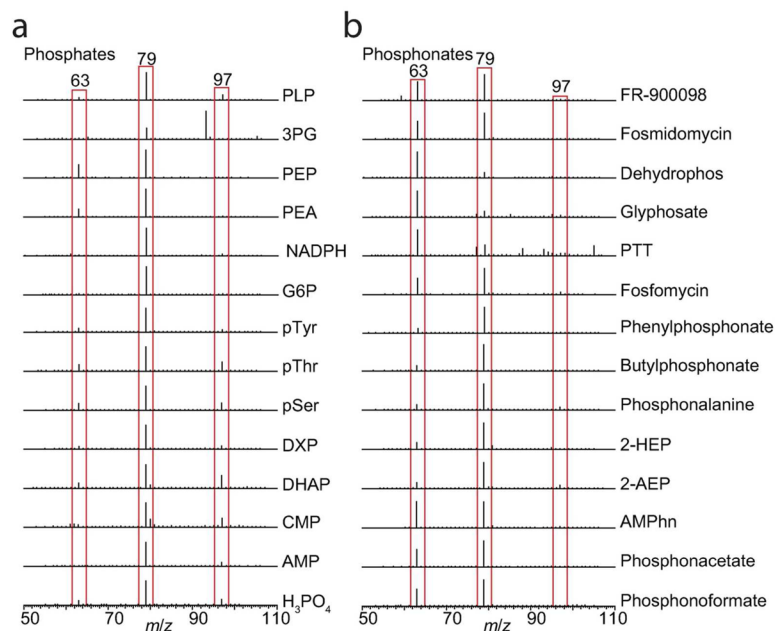 a
Phosphates
63
79
97
PLP
3PG
PEP
PEA
NADPH
G6P
pTyr
pThr
pSer
DXP
DHAP
CMP
AMP
H3PO4
50 70 90 110
m/z
b
Phosphonates
63
79
97
FR-900098
Fosmidomycin
Dehydrophos
Glyphosate
PTT
Fosfomycin
Phenylphosphonate
Butylphosphonate
Phosphonalanine
2-HEP
2-AEP
AMPhn
Phosphonacetate
Phosphonoformate
50 70 90 110
m/z